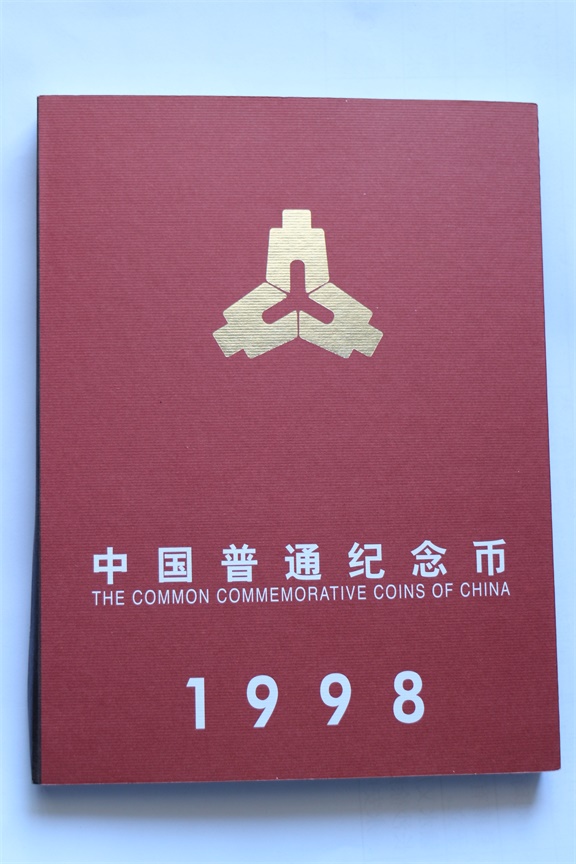 中国普通纪念币
THE COMMON COMMEMORATIVE COINS OF CHINA
1998